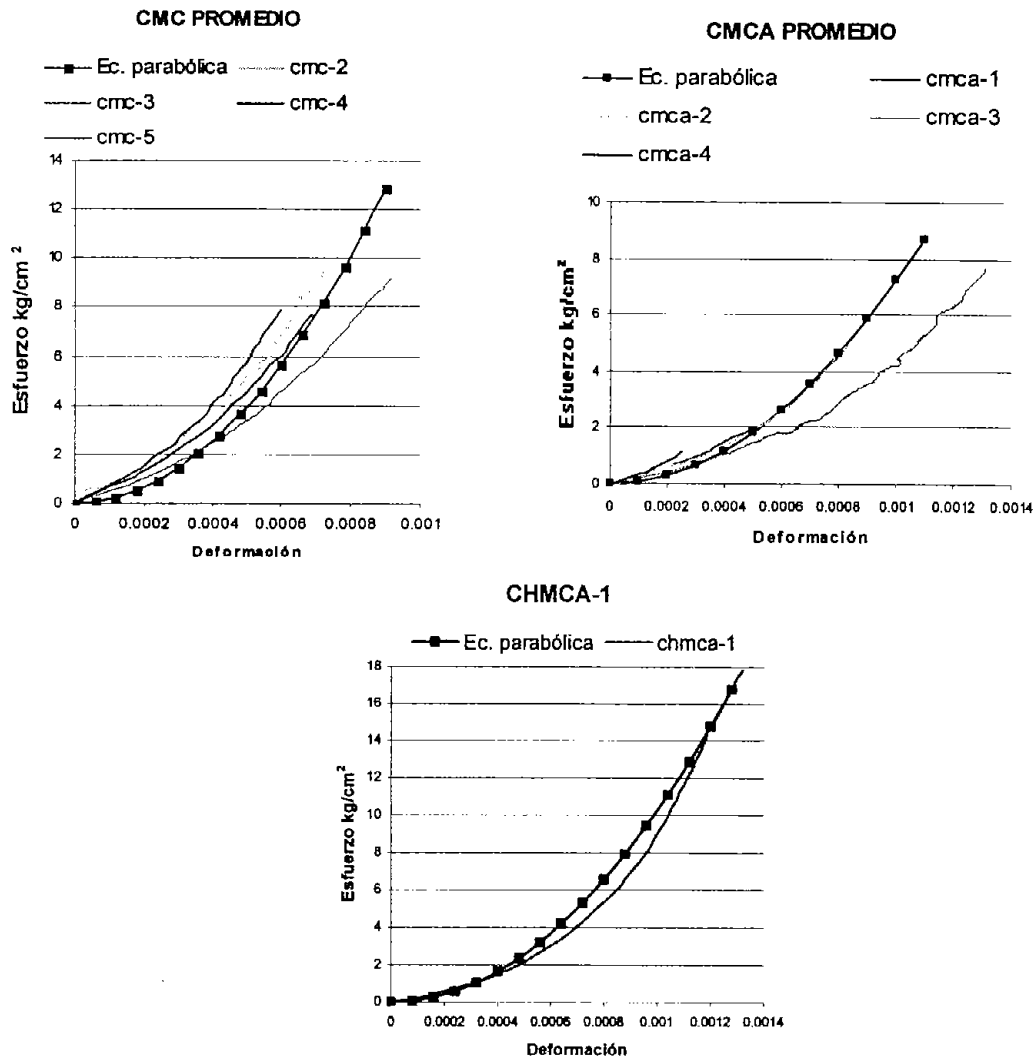 CMC PROMEDIO
Ec. parabólica
cmc-2
cmc-3
cmc-4
cmc-5
14
12
10
8
6
4
2
0
Esfuerzo kg/cm²
0 0.0002 0.0004 0.0006 0.0008 0.001
Deformación
CMCA PROMEDIO
Ec. parabólica
cmca-1
cmca-2
cmca-3
cmca-4
10
8
6
4
2
0
Esfuerzo kg/cm²
0 0.0002 0.0004 0.0006 0.0008 0.001 0.0012 0.0014
Deformación
CHMCA-1
Ec. parabólica
chmca-1
18
16
14
12
10
8
6
4
2
0
Esfuerzo kg/cm²
0 0.0002 0.0004 0.0006 0.0008 0.001 0.0012 0.0014
Deformación